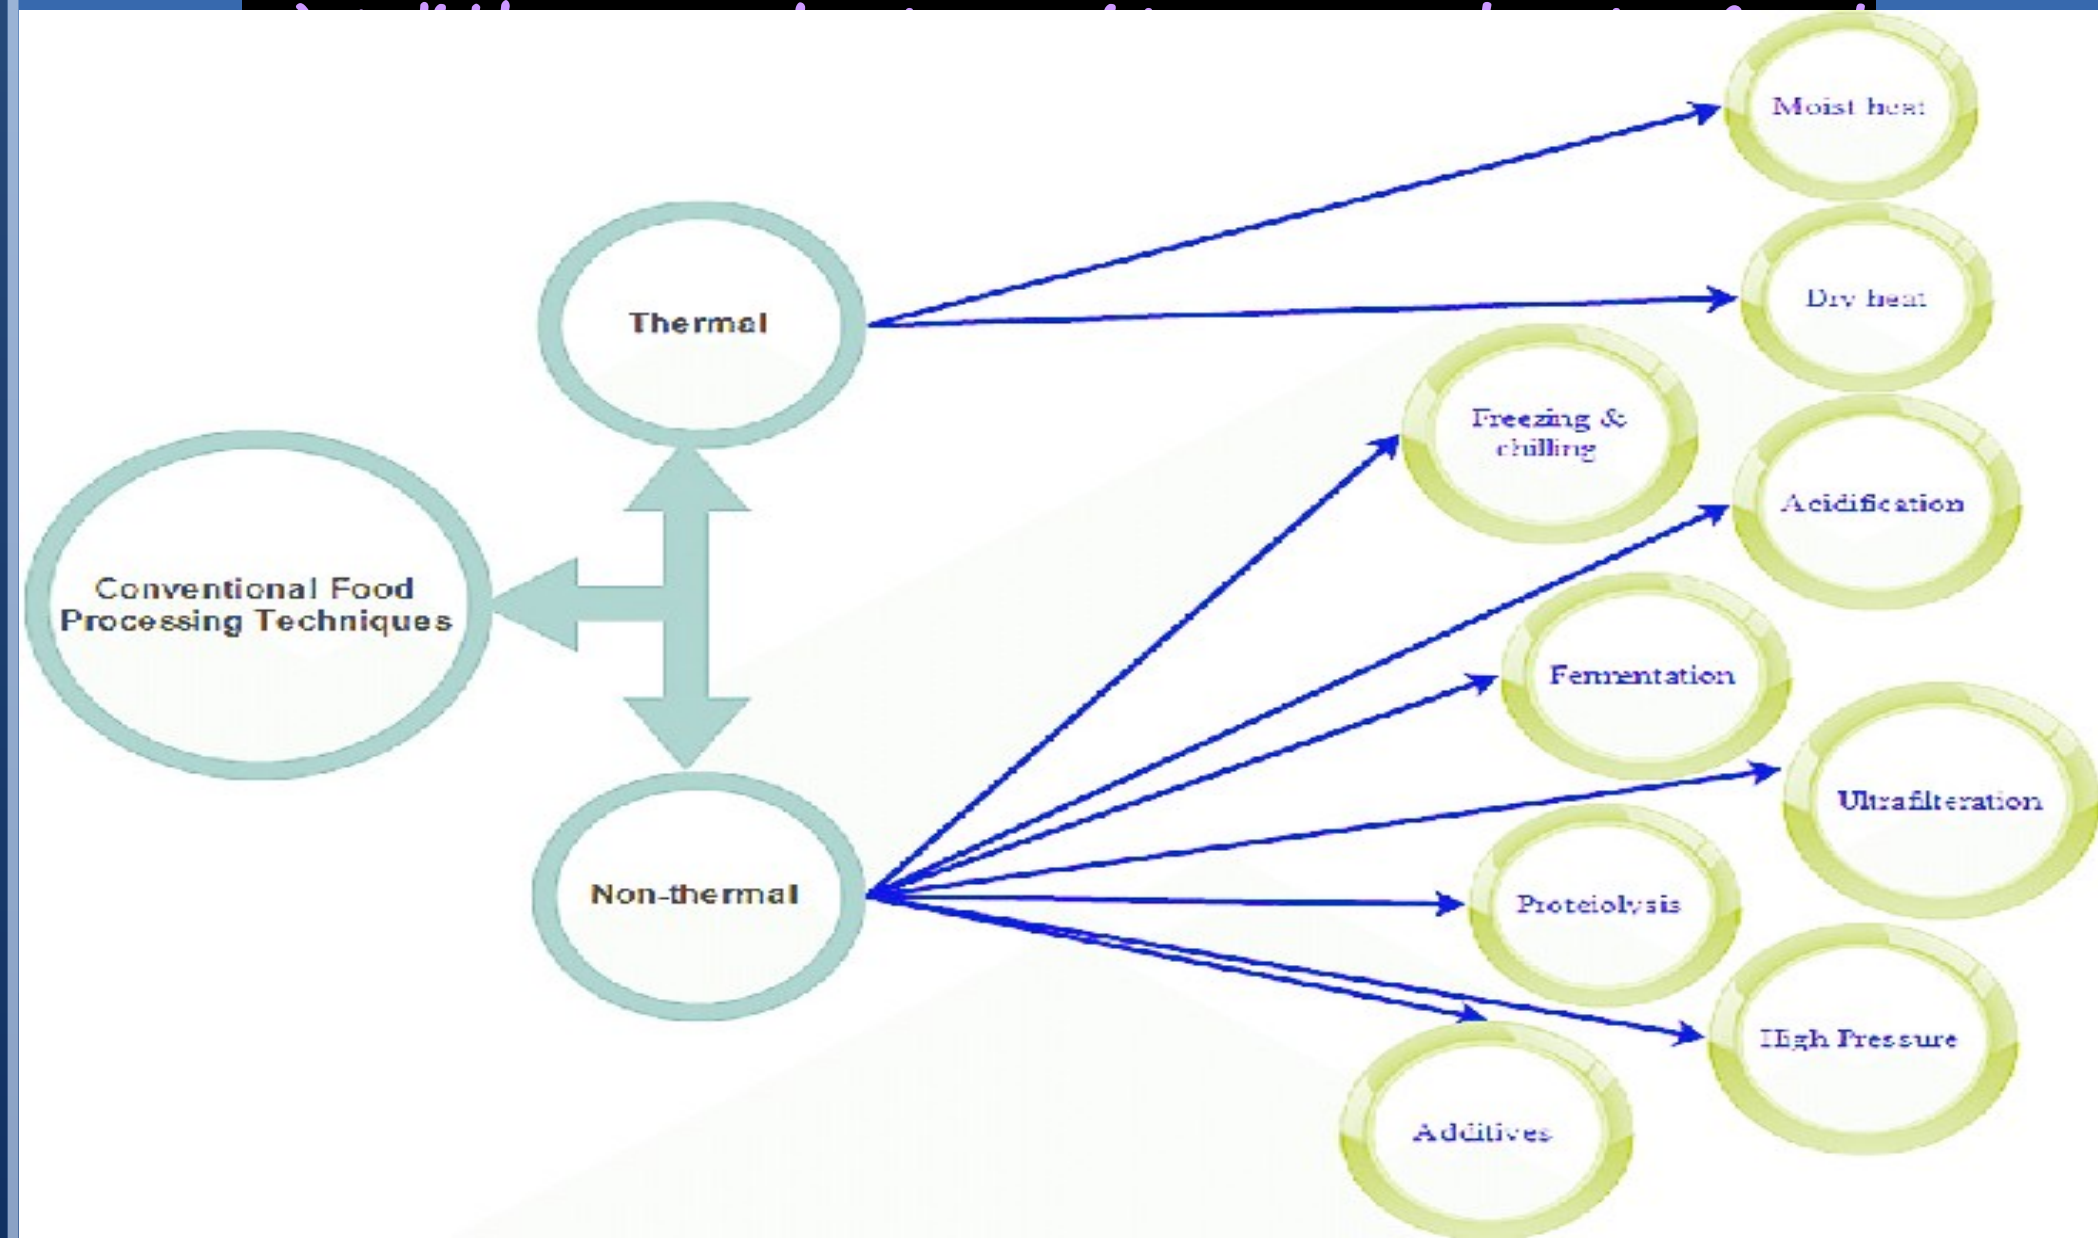 Moist heat
Thermal
Dry heat
Freezing &
chilling
Acidification
Conventional Food
Processing Techniques
Fermentation
Ultrafilteration
Non-thermal
Proteiolysis
High Pressure
Additives